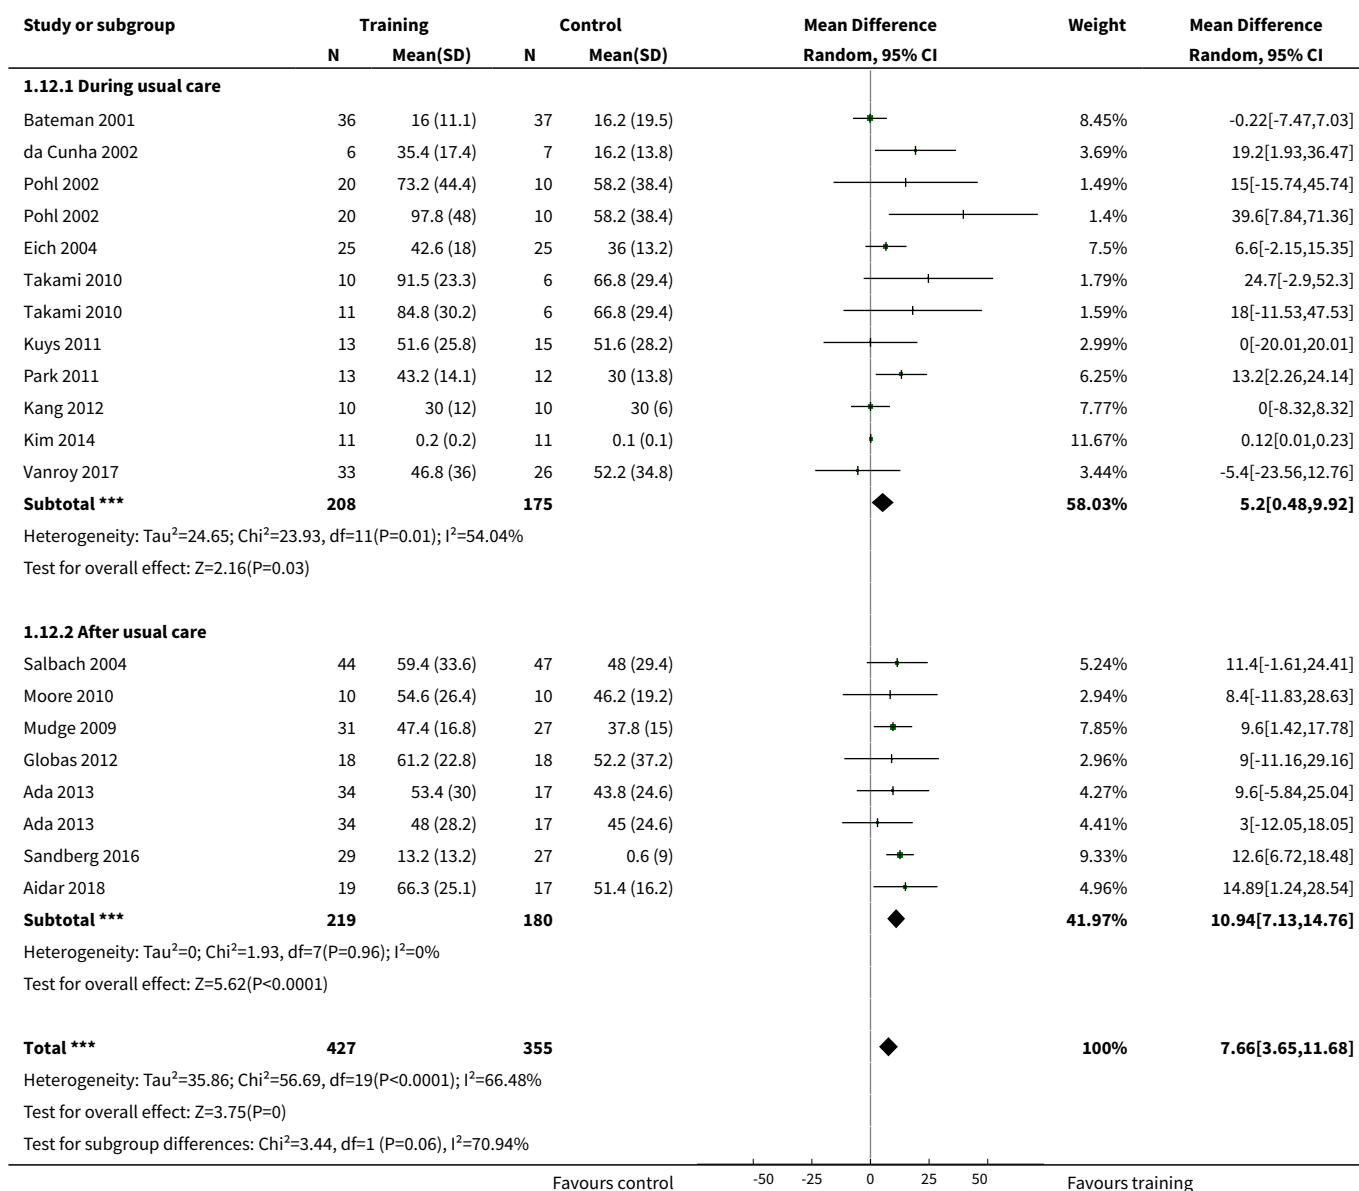 Study or subgroup Training Control Mean Difference Weight Mean Difference
N Mean(SD) N Mean(SD) Random, 95% CI Random, 95% CI
1.12.1 During usual care
Bateman 2001 36 16 (11.1) 37 16.2 (19.5) 8.45% -0.22[-7.47,7.03]
da Cunha 2002 6 35.4 (17.4) 7 16.2 (13.8) 3.69% 19.2[1.93,36.47]
Pohl 2002 20 73.2 (44.4) 10 58.2 (38.4) 1.49% 15[-15.74,45.74]
Pohl 2002 20 97.8 (48) 10 58.2 (38.4) 1.4% 39.6[7.84,71.36]
Eich 2004 25 42.6 (18) 25 36 (13.2) 7.5% 6.6[-2.15,15.35]
Takami 2010 10 91.5 (23.3) 6 66.8 (29.4) 1.79% 24.7[-2.9,52.3]
Takami 2010 11 84.8 (30.2) 6 66.8 (29.4) 1.59% 18[-11.53,47.53]
Kuys 2011 13 51.6 (25.8) 15 51.6 (28.2) 2.99% 0[-20.01,20.01]
Park 2011 13 43.2 (14.1) 12 30 (13.8) 6.25% 13.2[2.26,24.14]
Kang 2012 10 30 (12) 10 30 (6) 7.77% 0[-8.32,8.32]
Kim 2014 11 0.2 (0.2) 11 0.1 (0.1) 11.67% 0.12[0.01,0.23]
Vanroy 2017 33 46.8 (36) 26 52.2 (34.8) 3.44% -5.4[-23.56,12.76]
Subtotal *** 208 175 58.03% 5.2[0.48,9.92]
Heterogeneity: Tau²=24.65; Chi²=23.93, df=11(P=0.01); I²=54.04%
Test for overall effect: Z=2.16(P=0.03)
1.12.2 After usual care
Salbach 2004 44 59.4 (33.6) 47 48 (29.4) 5.24% 11.4[-1.61,24.41]
Moore 2010 10 54.6 (26.4) 10 46.2 (19.2) 2.94% 8.4[-11.83,28.63]
Mudge 2009 31 47.4 (16.8) 27 37.8 (15) 7.85% 9.6[1.42,17.78]
Globas 2012 18 61.2 (22.8) 18 52.2 (37.2) 2.96% 9[-11.16,29.16]
Ada 2013 34 53.4 (30) 17 43.8 (24.6) 4.27% 9.6[-5.84,25.04]
Ada 2013 34 48 (28.2) 17 45 (24.6) 4.41% 3[-12.05,18.05]
Sandberg 2016 29 13.2 (13.2) 27 0.6 (9) 9.33% 12.6[6.72,18.48]
Aidar 2018 19 66.3 (25.1) 17 51.4 (16.2) 4.96% 14.89[1.24,28.54]
Subtotal *** 219 180 41.97% 10.94[7.13,14.76]
Heterogeneity: Tau²=0; Chi²=1.93, df=7(P=0.96); I²=0%
Test for overall effect: Z=5.62(P<0.0001)
Total *** 427 355 100% 7.66[3.65,11.68]
Heterogeneity: Tau²=35.86; Chi²=56.69, df=19(P<0.0001); I²=66.48%
Test for overall effect: Z=3.75(P=0)
Test for subgroup differences: Chi²=3.44, df=1 (P=0.06), I²=70.94%
Favours control -50 -25 0 25 50 Favours training